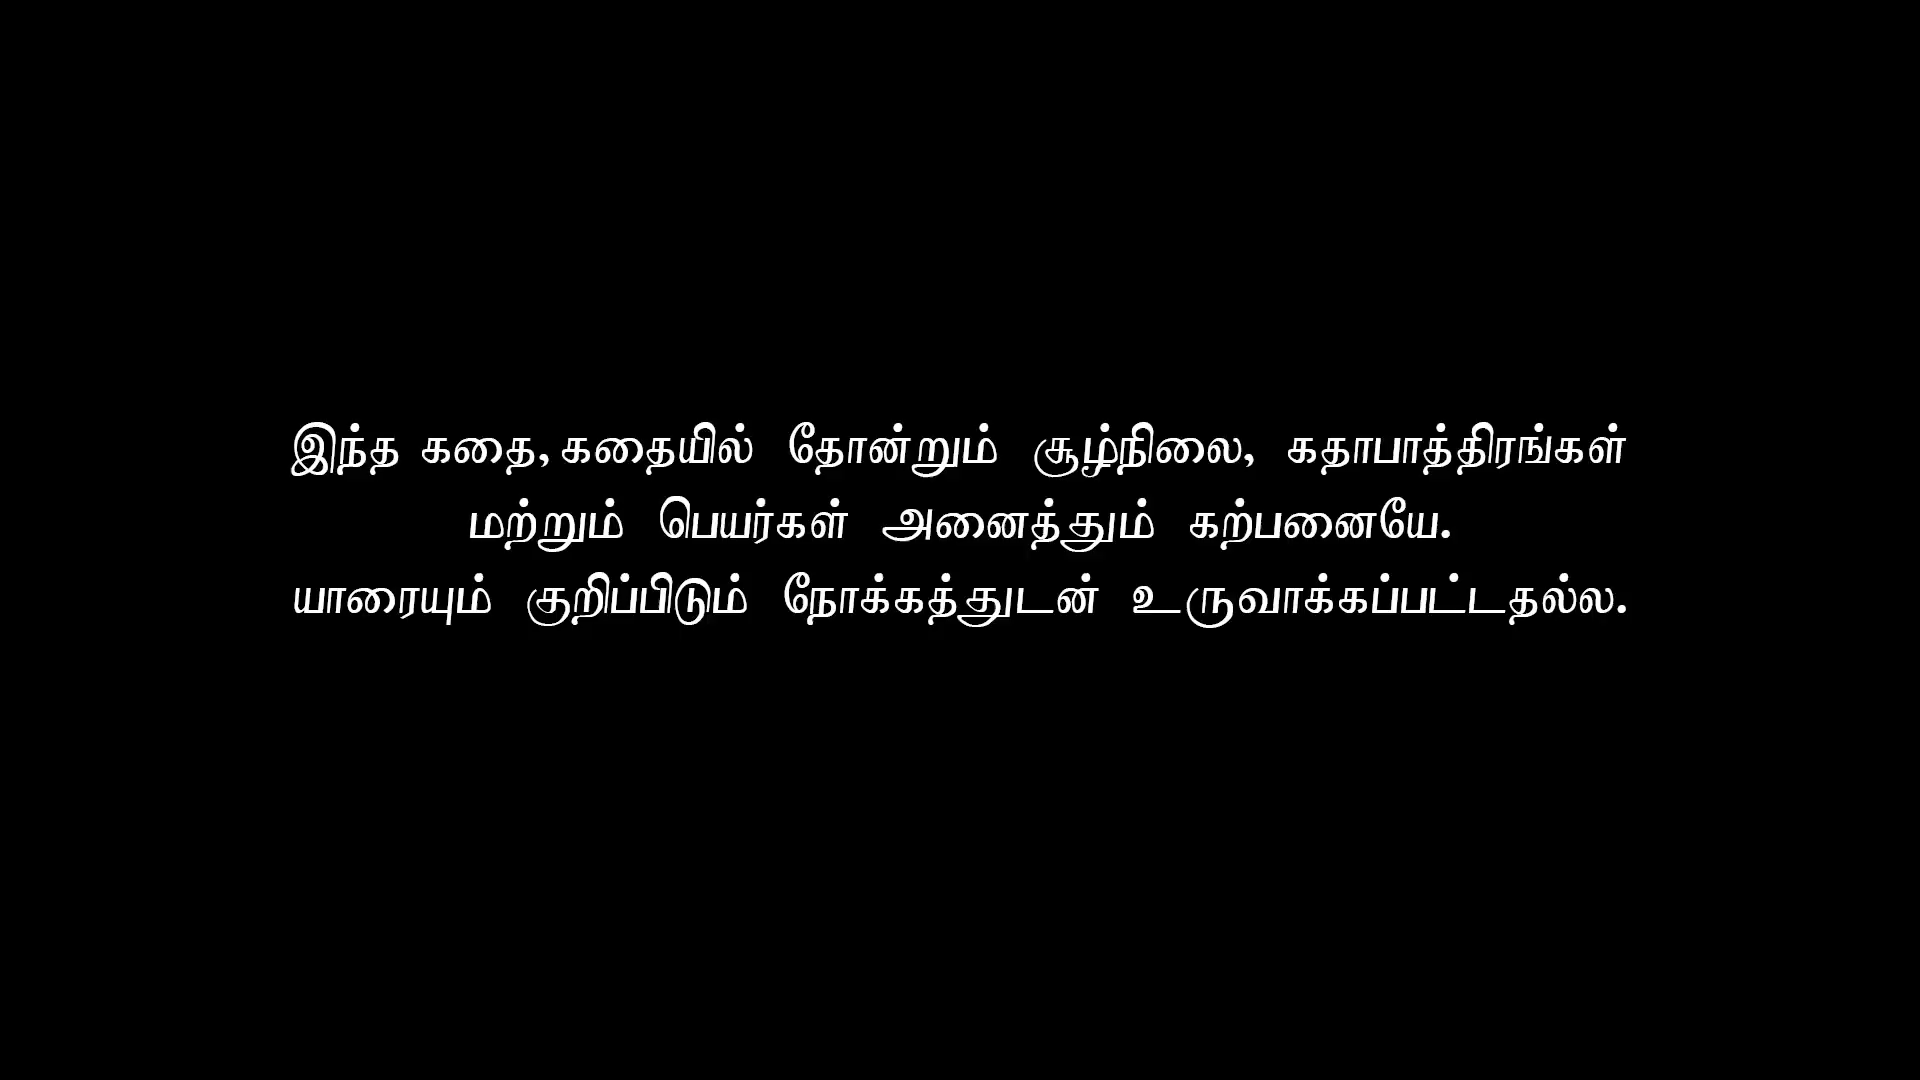 இந்த கதை, கதையில் தோன்றும் சூழ்நிலை, கதாபாத்திரங்கள்
மற்றும் பெயர்கள் அனைத்தும் கற்பனையே.
யாரையும் குறிப்பிடும் நோக்கத்துடன் உருவாக்கப்பட்டதல்ல.